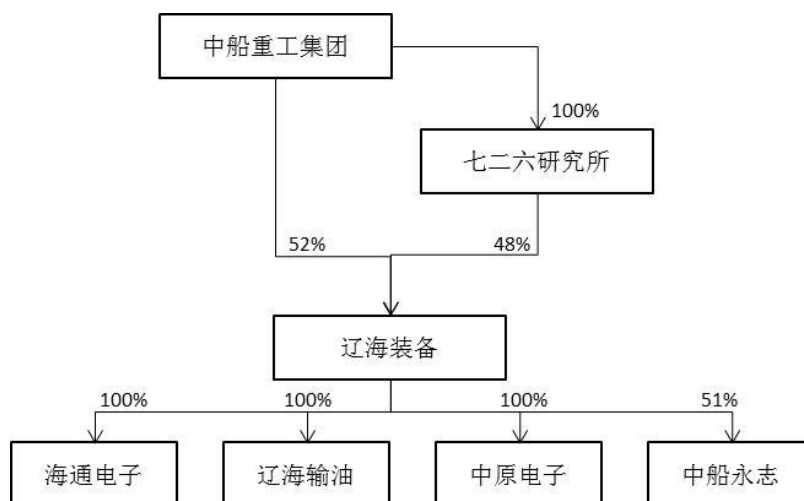 中船重工集团
100%
七二六研究所
52%
48%
辽海装备
100%
100%
100%
51%
海通电子
辽海输油
中原电子
中船永志